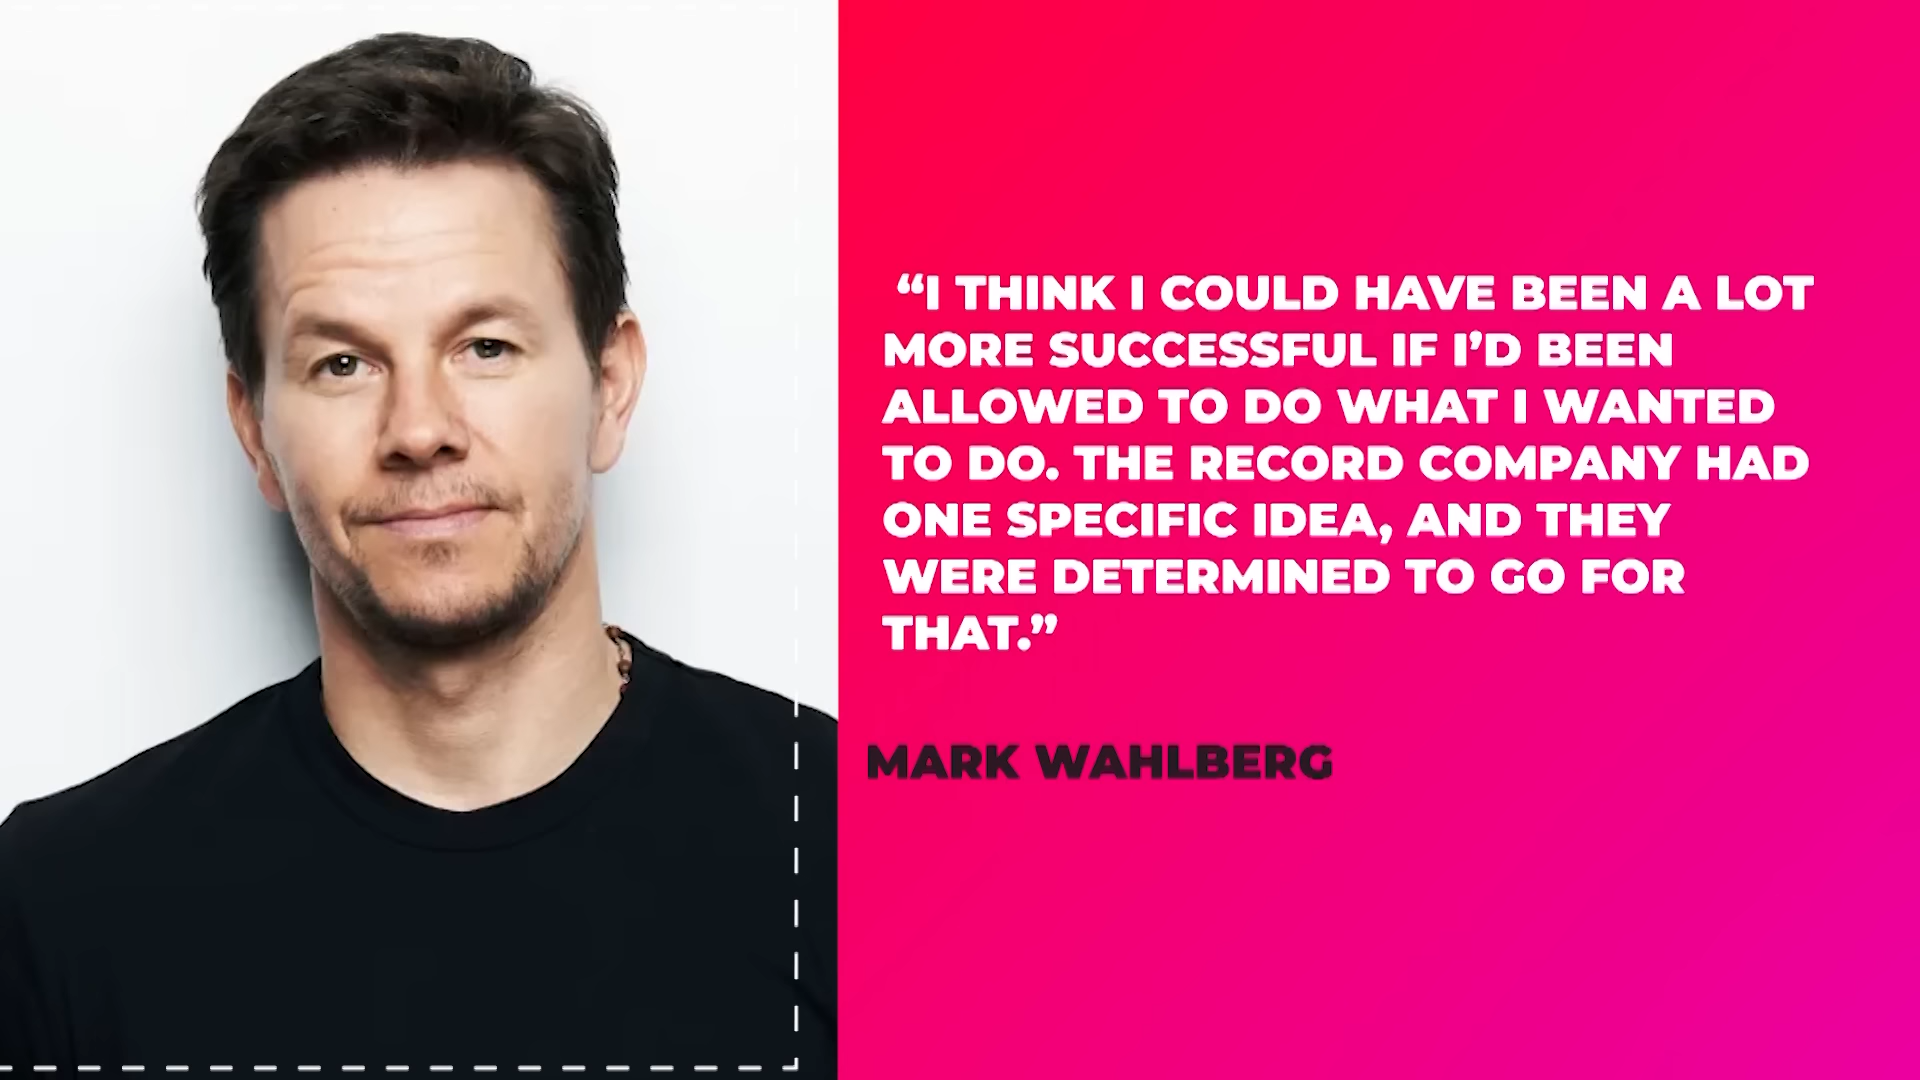 “I THINK I COULD HAVE BEEN A LOT
MORE SUCCESSFUL IF I’D BEEN
ALLOWED TO DO WHAT I WANTED
TO DO. THE RECORD COMPANY HAD
ONE SPECIFIC IDEA, AND THEY
WERE DETERMINED TO GO FOR
THAT.”
MARK WAHLBERG